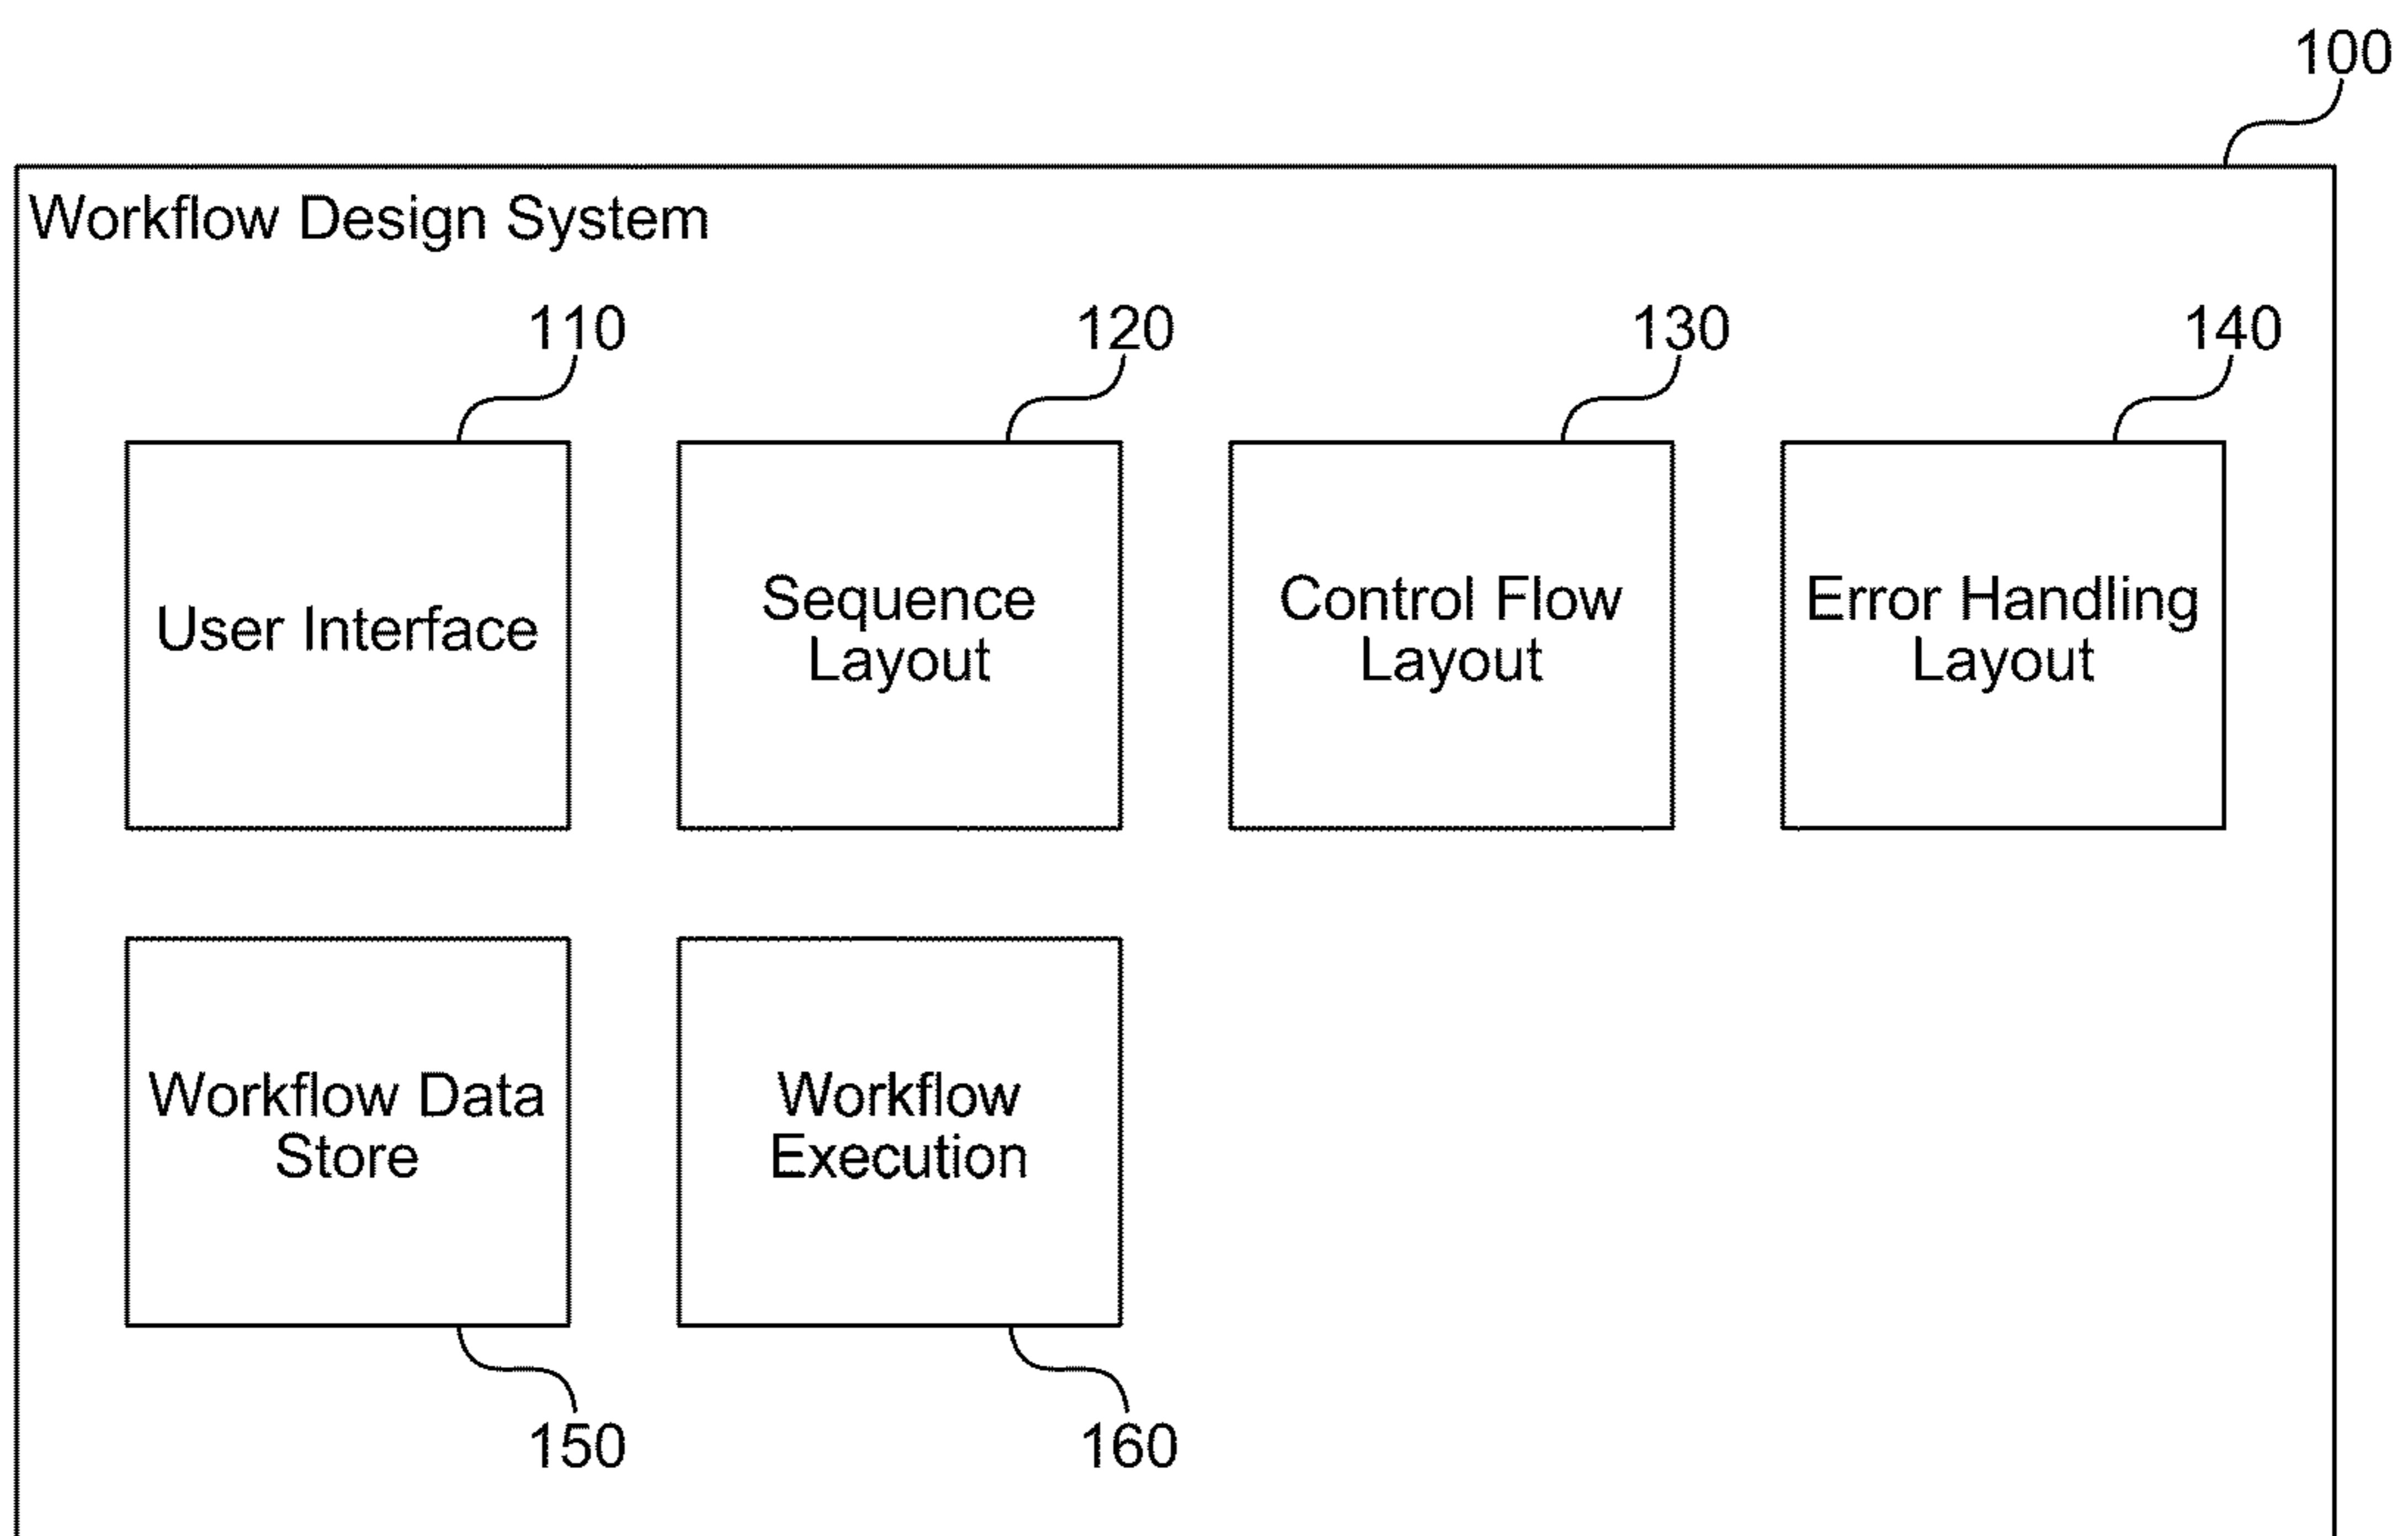 100
Workflow Design System
110
120
130
140
User Interface
Sequence
Layout
Control Flow
Layout
Error Handling
Layout
Workflow Data
Store
Workflow
Execution
150
160